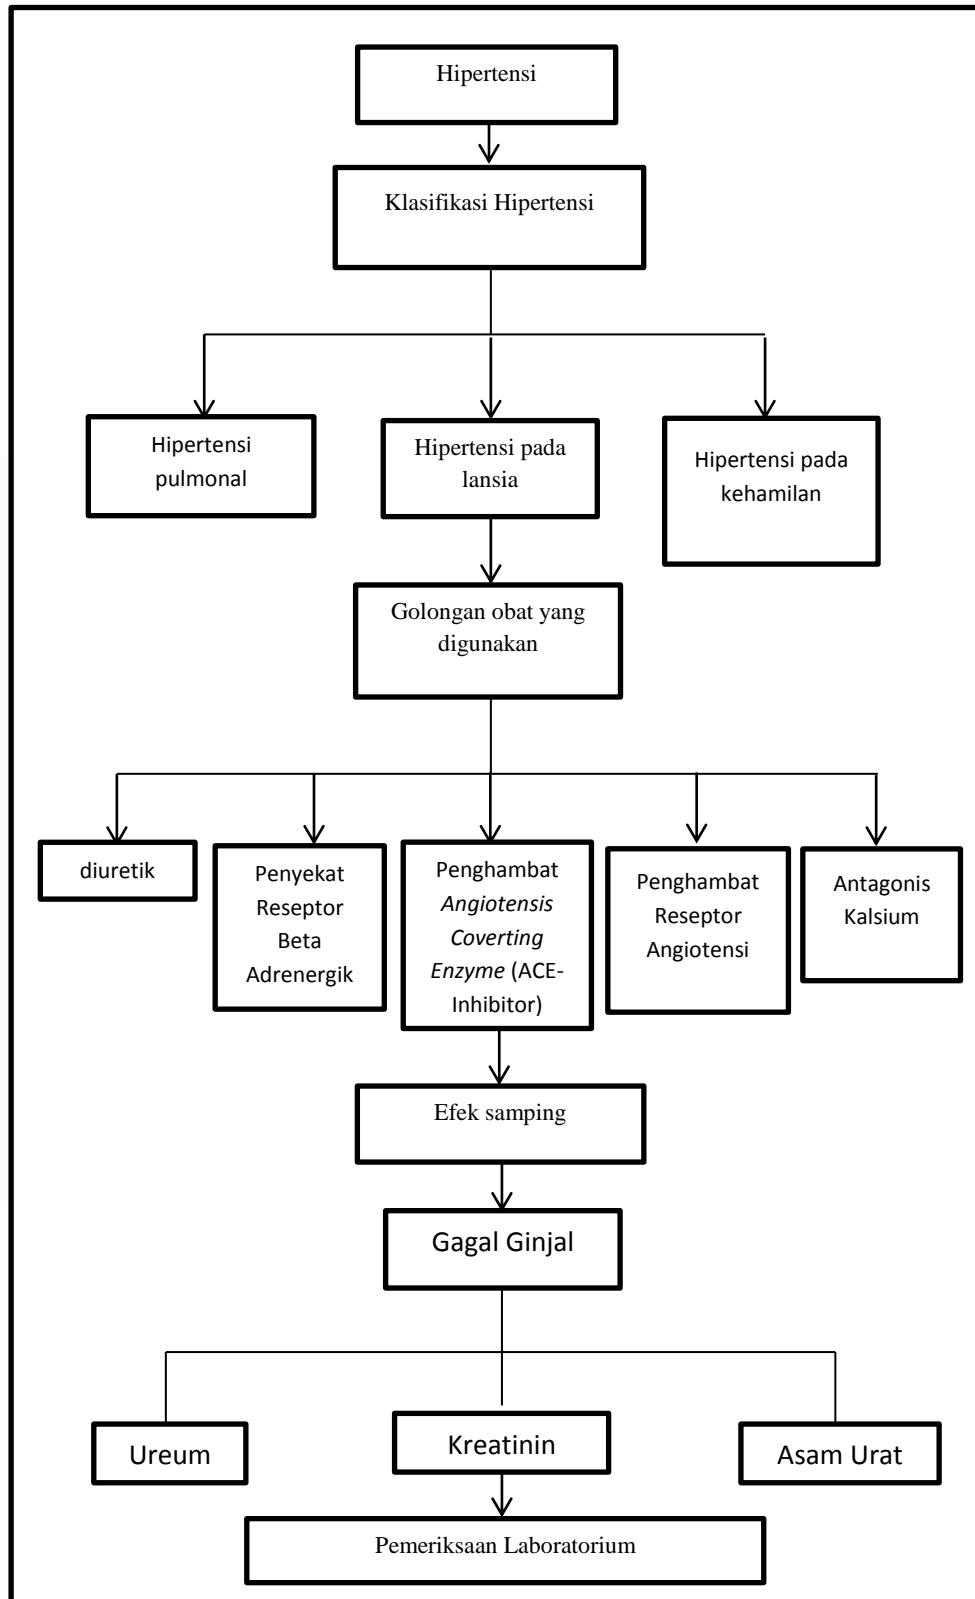 Hipertensi
Klasifikasi Hipertensi
Hipertensi
pulmonal
Hipertensi pada
lansia
Hipertensi pada
kehamilan
Golongan obat yang
digunakan
diuretik
Penyekat
Reseptor
Beta
Adrenergik
Penghambat
Angiotensis
Coverting
Enzyme (ACE-
Inhibitor)
Penghambat
Reseptor
Angiotensi
Antagonis
Kalsium
Efek samping
Gagal Ginjal
Ureum
Kreatinin
Asam Urat
Pemeriksaan Laboratorium